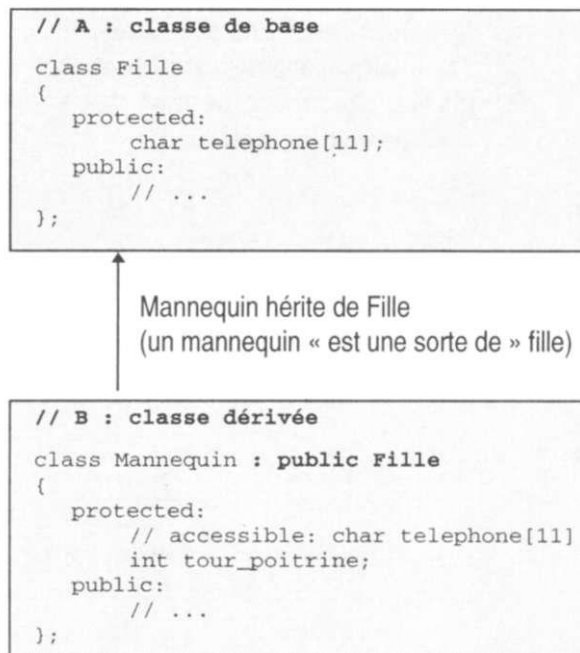 // A : classe de base
class Fille
{
protected:
char telephone[11];
public:
// ...
};
Mannequin hérite de Fille
(un mannequin « est une sorte de » fille)
// B : classe dérivée
class Mannequin : public Fille
{
protected:
// accessible: char telephone[11]
int tour_poitrine;
public:
// ...
};